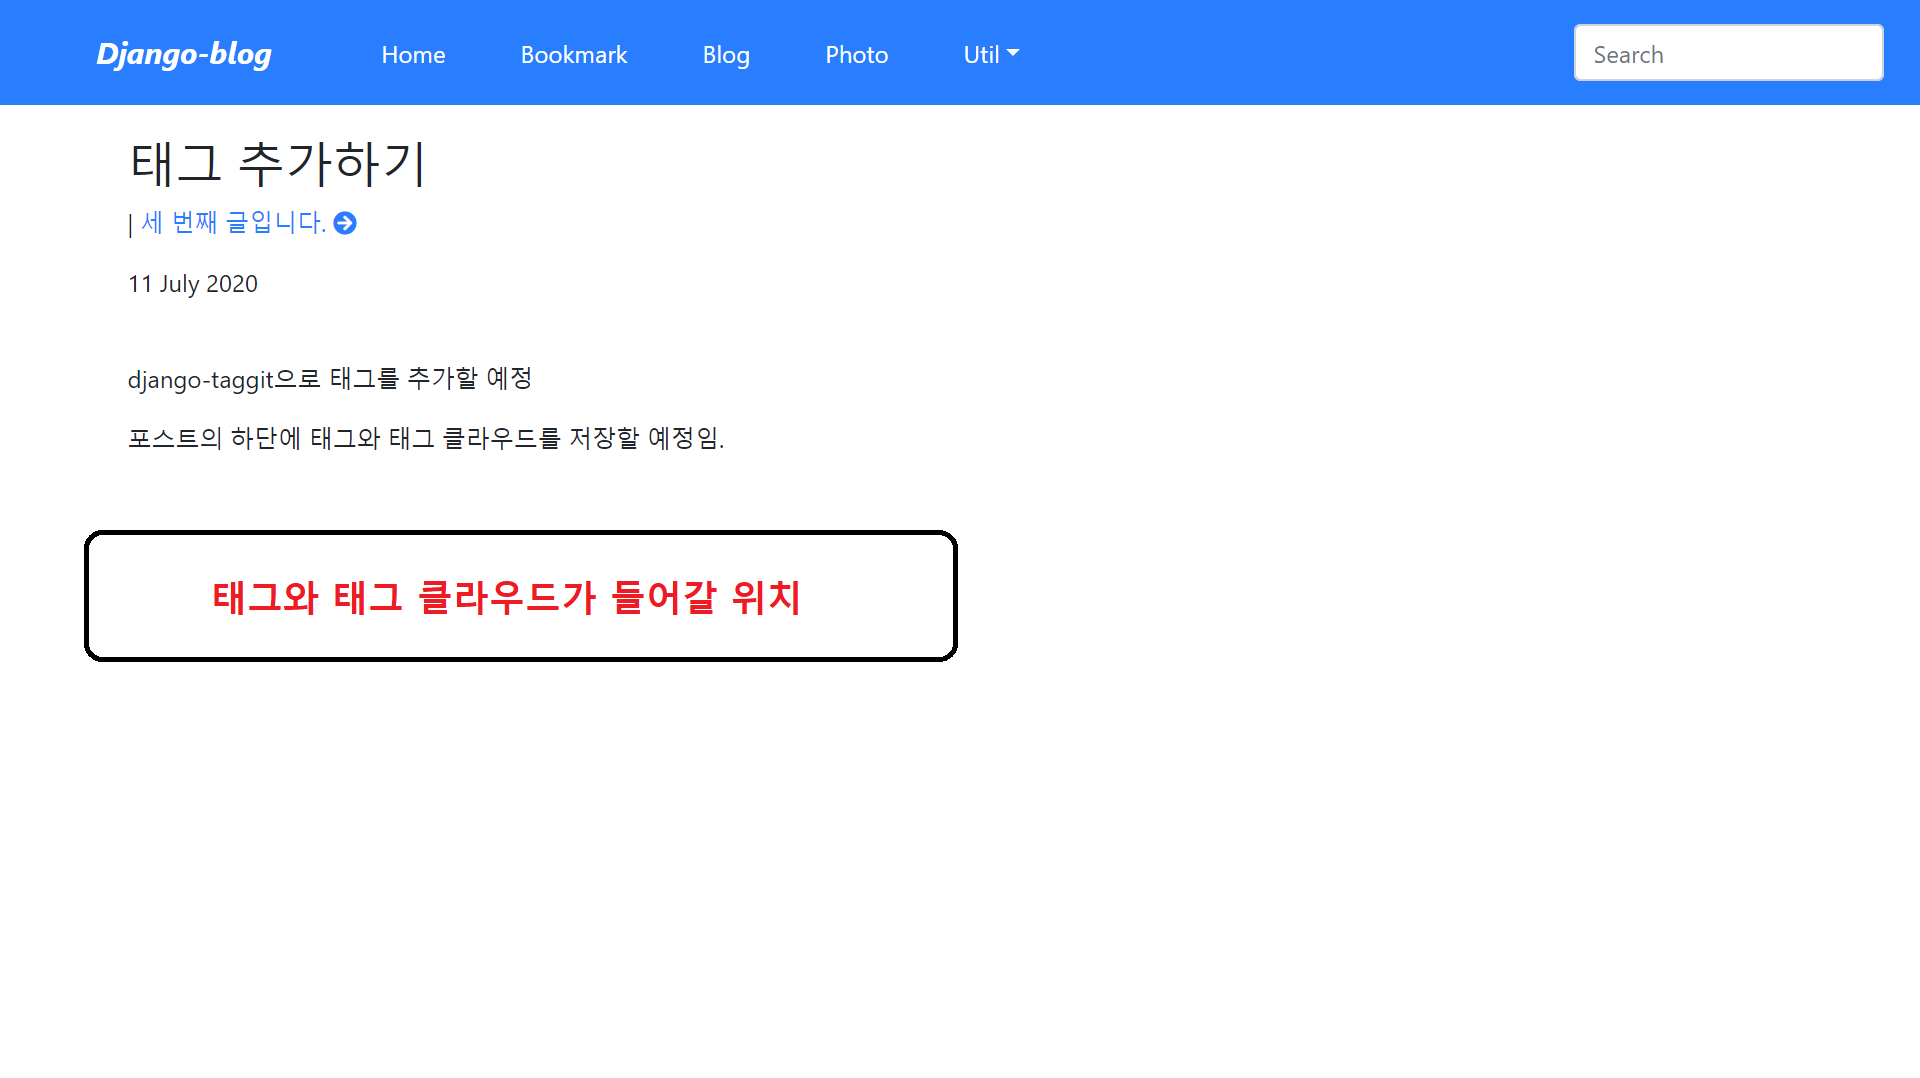 Django-blog Home Bookmark Blog Photo Util Search
태그 추가하기
| 세 번째 글입니다.
11 July 2020
django-taggit으로 태그를 추가할 예정
포스트의 하단에 태그와 태그 클라우드를 저장할 예정임.
태그와 태그 클라우드가 들어갈 위치